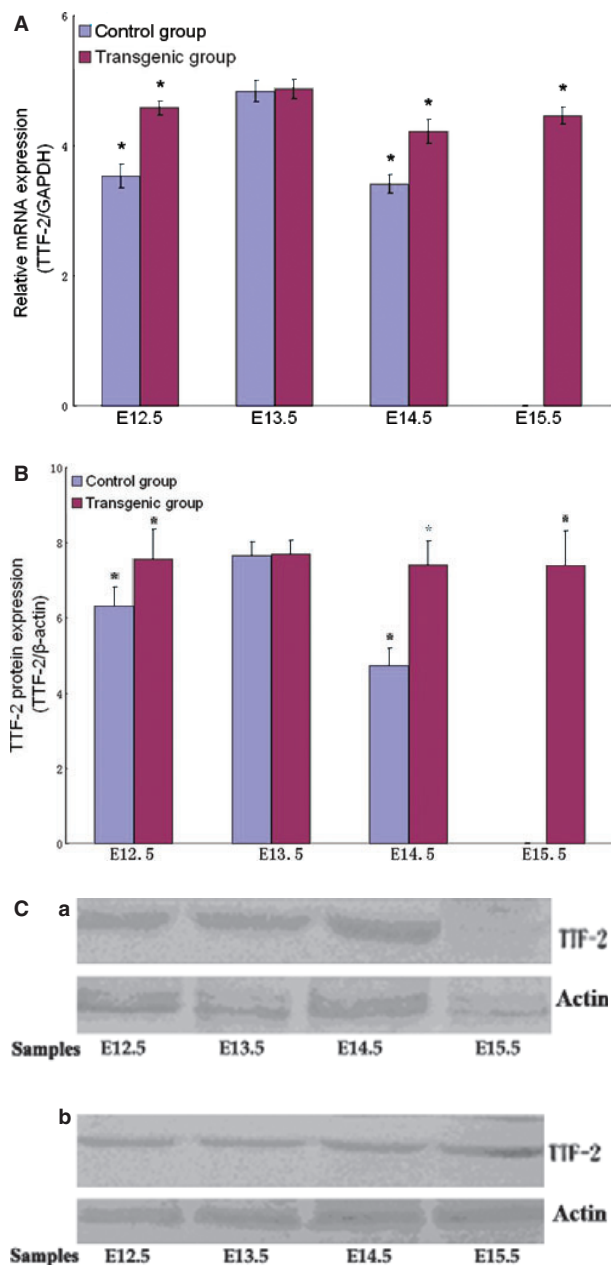 A
Control group
Transgenic group
Relative mRNA expression
(TTF-2/GAPDH)
6
4
2
0
* * * * *
E12.5 E13.5 E14.5 E15.5
B
Control group
Transgenic group
TTF-2 protein expression
(TTF-2/β-actin)
10
8
6
4
2
0
* * * * *
E12.5 E13.5 E14.5 E15.5
C a
TTF-2
Actin
Samples E12.5 E13.5 E14.5 E15.5
b
TTF-2
Actin
Samples E12.5 E13.5 E14.5 E15.5